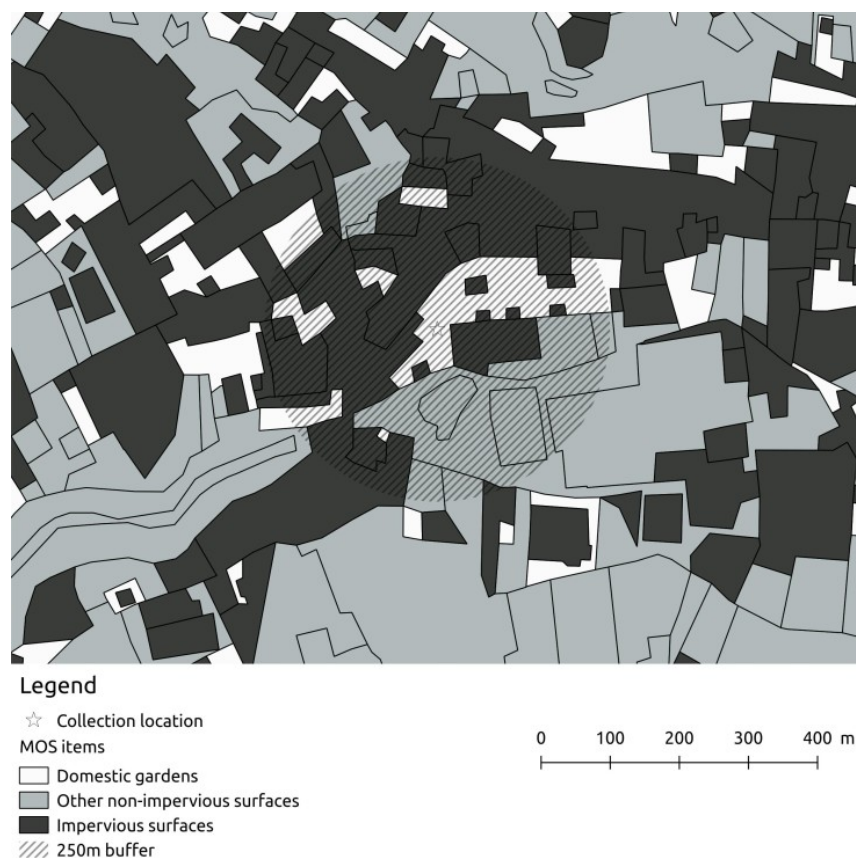 Legend
Collection location
MOS items
Domestic gardens
Other non-impervious surfaces
Impervious surfaces
250m buffer
0 100 200 300 400 m